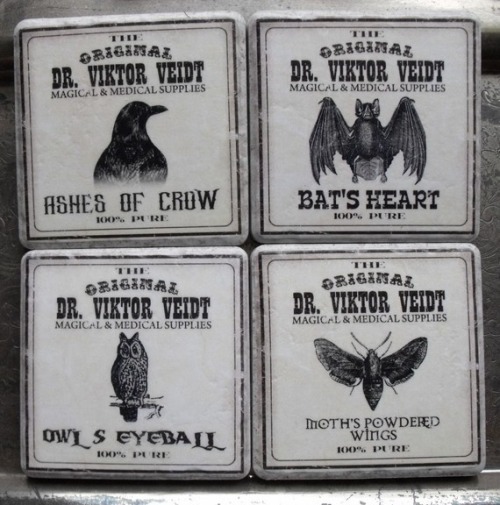 THE
ORIGINAL
DR. VIKTOR VEIDT
MAGICAL & MEDICAL SUPPLIES
ASHES OF CROW
100% PURE
THE
ORIGINAL
DR. VIKTOR VEIDT
MAGICAL & MEDICAL SUPPLIES
BAT'S HEART
100% PURE
THE
ORIGINAL
DR. VIKTOR VEIDT
MAGICAL & MEDICAL SUPPLIES
OWL'S EYEBALL
100% PURE
THE
ORIGINAL
DR. VIKTOR VEIDT
MAGICAL & MEDICAL SUPPLIES
MOTH'S POWDERED
WINGS
100% PURE